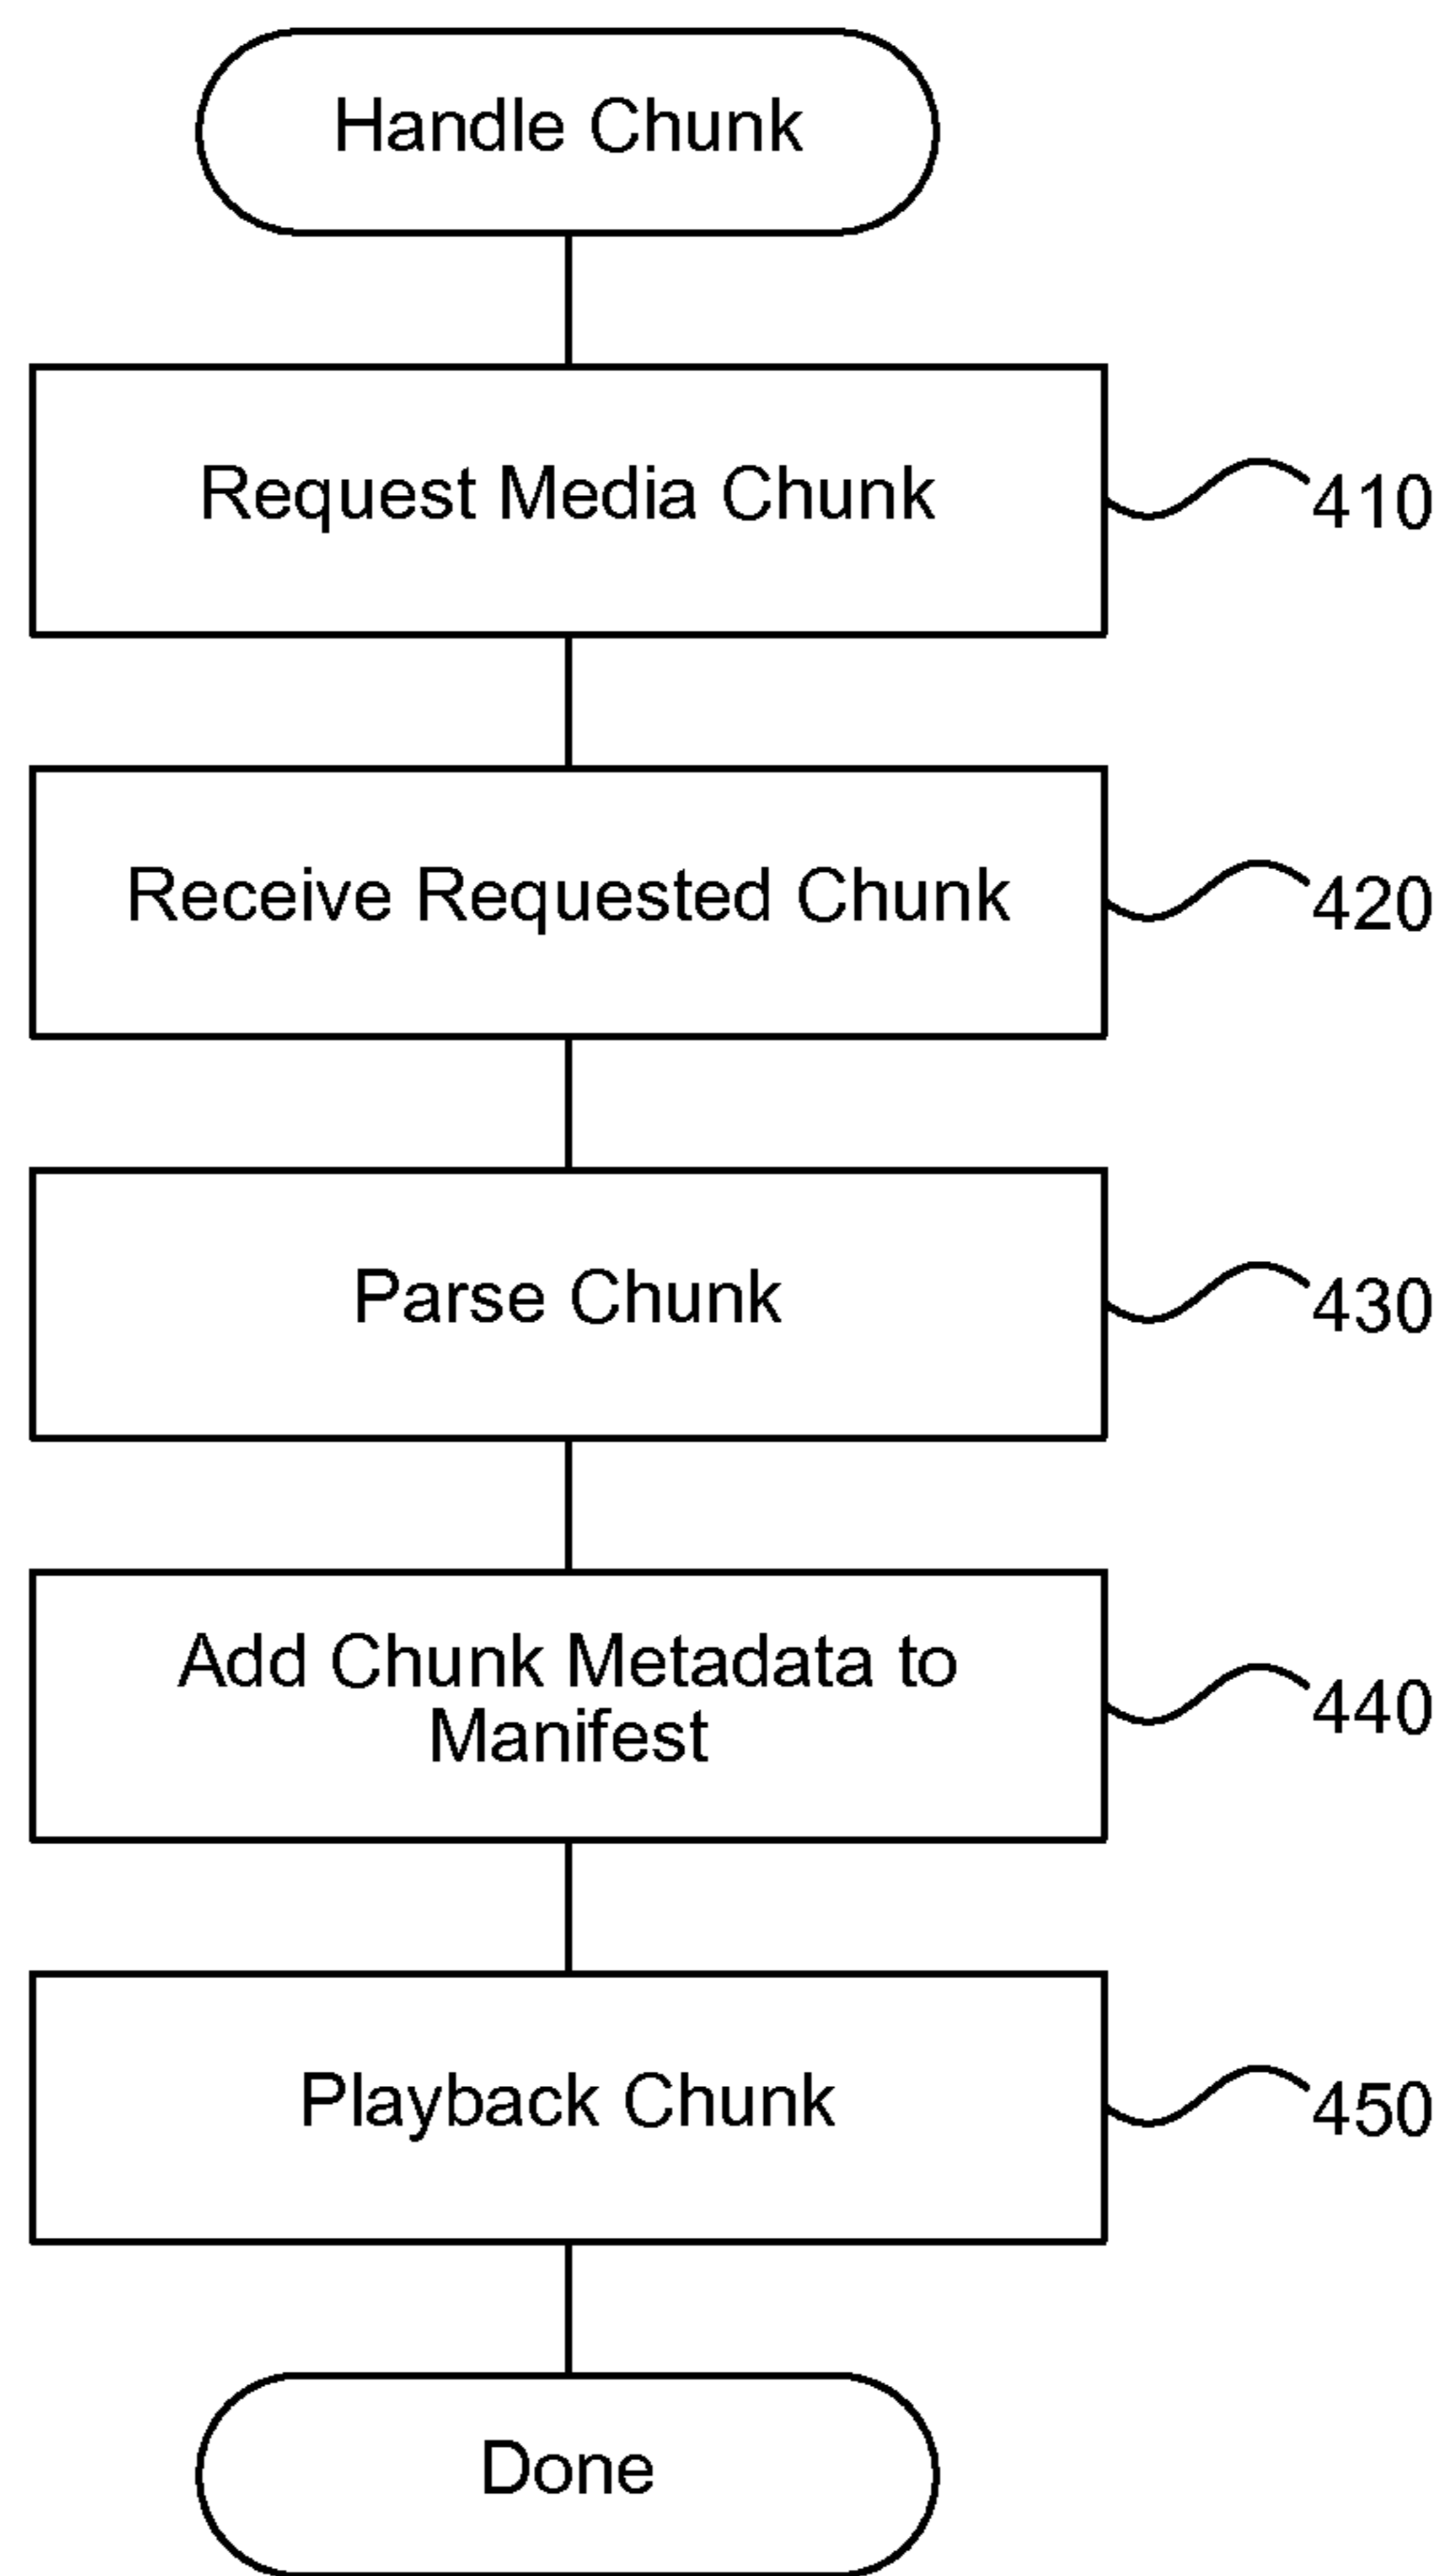 Handle Chunk
Request Media Chunk
410
Receive Requested Chunk
420
Parse Chunk
430
Add Chunk Metadata to
Manifest
440
Playback Chunk
450
Done